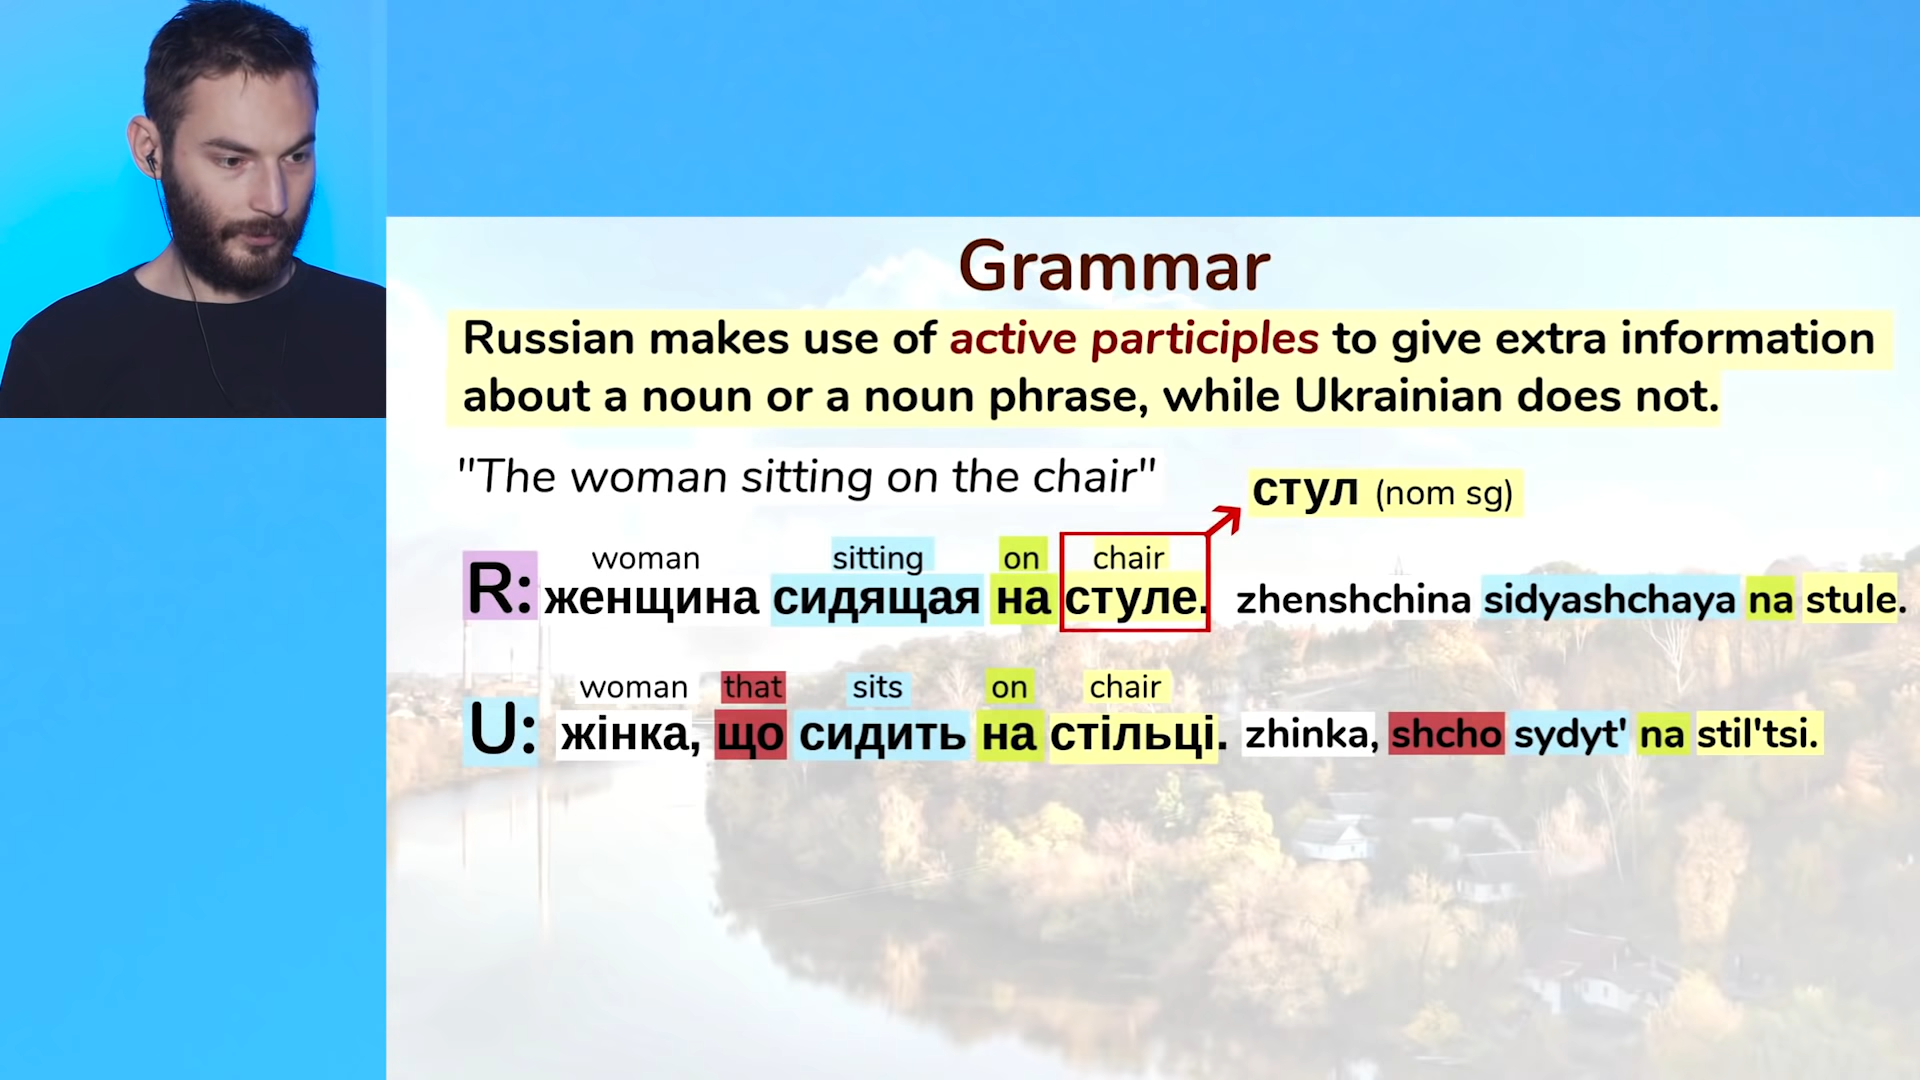 Grammar
Russian makes use of active participles to give extra information
about a noun or a noun phrase, while Ukrainian does not.
"The woman sitting on the chair"
стул (nom sg)
woman sitting on chair
R: женщина сидящая на стуле. zhenshchina sidyashchaya na stule.
woman that sits on chair
U: жінка, що сидить на стільці. zhinka, shcho sydyt' na stil'tsi.